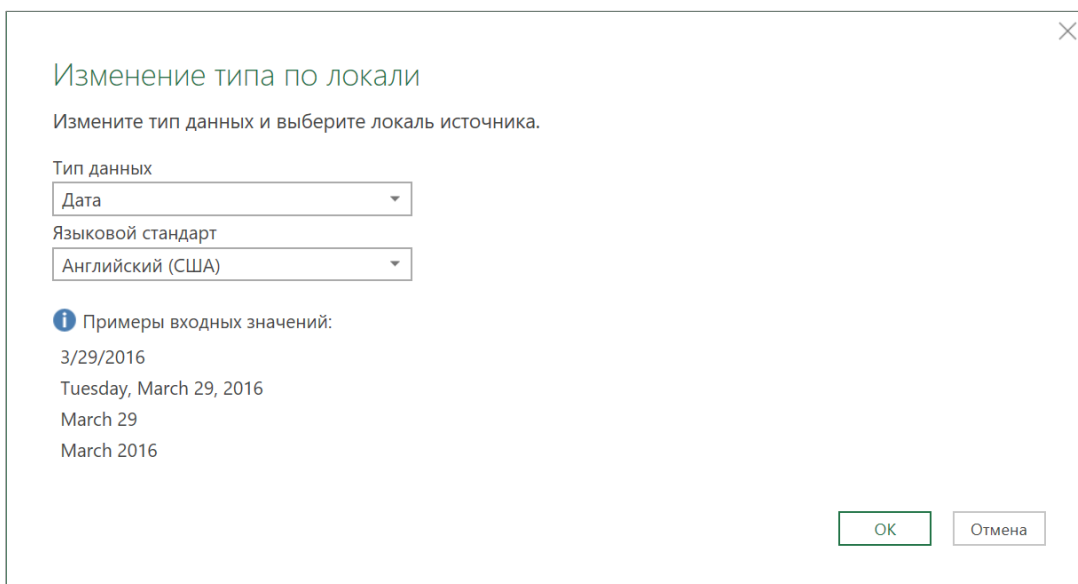 Изменение типа по локали
Измените тип данных и выберите локаль источника.
Тип данных
Дата
Языковой стандарт
Английский (США)
Примеры входных значений:
3/29/2016
Tuesday, March 29, 2016
March 29
March 2016
ОК Отмена